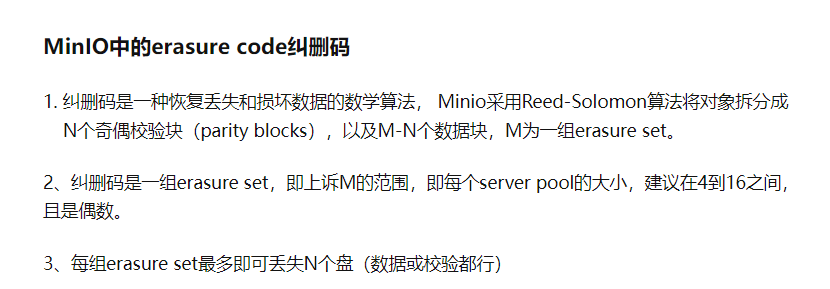 MinIO中的erasure code纠删码
1. 纠删码是一种恢复丢失和损坏数据的数学算法， Minio采用Reed-Solomon算法将对象拆分成
N个奇偶校验块（parity blocks），以及M-N个数据块，M为一组erasure set。
2、纠删码是一组erasure set，即上诉M的范围，即每个server pool的大小，建议在4到16之间，
且是偶数。
3、每组erasure set最多即可丢失N个盘（数据或校验都行）